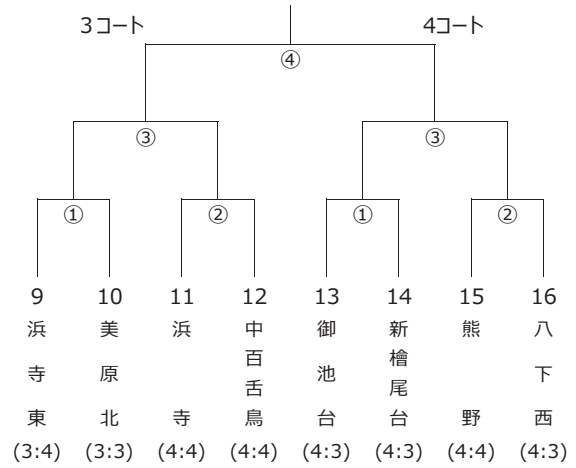 3コート 4コート
④
③ ③
① ② ① ②
9 10 11 12 13 14 15 16
浜寺東 美原北 浜寺 中百舌鳥 御池台 新檜尾台 熊野 八下西
(3:4) (3:3) (4:4) (4:4) (4:3) (4:3) (4:4) (4:3)